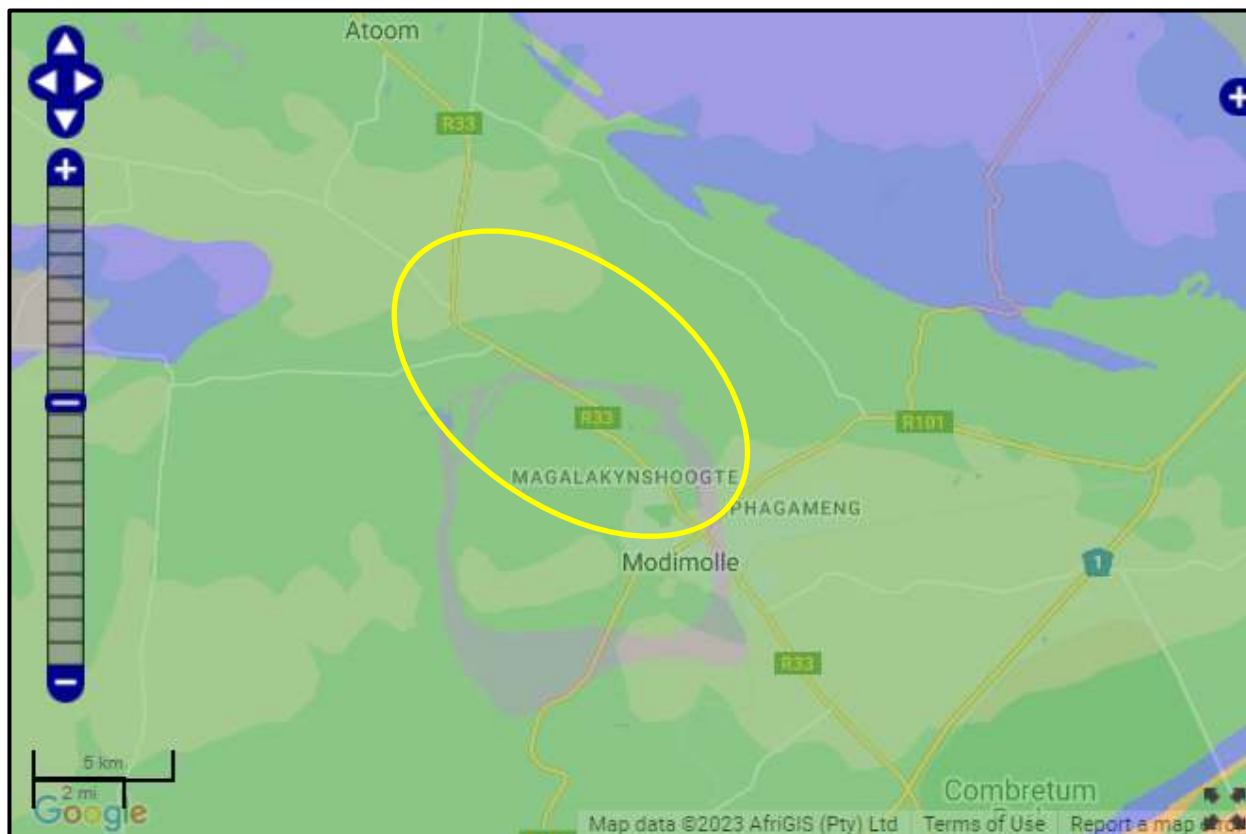 Atoom
R33
R33
R101
MAGALAKYNSHOOGTE
PHAGAMENG
Modimolle
1
R33
5 km
2 mi
Combretum
Google
Map data ©2023 AfriGIS (Pty) Ltd
Terms of Use
Report a map